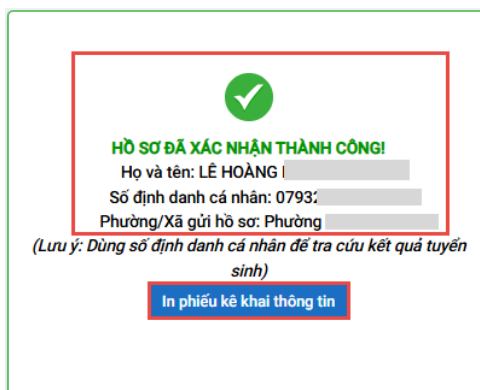 HỒ SƠ ĐÃ XÁC NHẬN THÀNH CÔNG!
Họ và tên: LÊ HOÀNG
Số định danh cá nhân: 0793
Phường/Xã gửi hồ sơ: Phường
(Lưu ý: Dùng số định danh cá nhân để tra cứu kết quả tuyển
sinh)
In phiếu kê khai thông tin